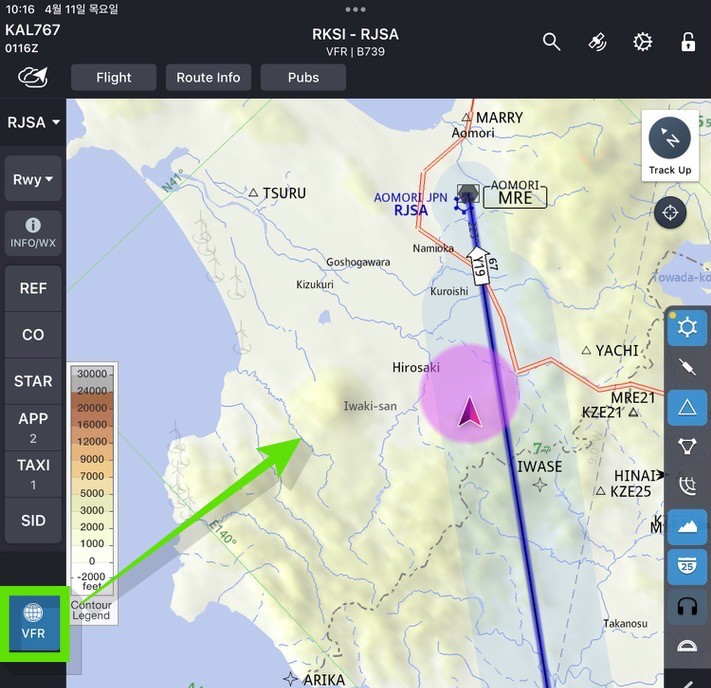 10:16 4월 11일 목요일
KAL767
0116Z
RKSI - RJSA
VFR | B739
Flight
Route Info
Pubs
RJSA
Rwy
INFO/WX
REF
CO
STAR
APP
2
TAXI
1
SID
VFR
MARRY
Aomori
Track Up
N41°
TSURU
AOMORI JPN
RJSA
AOMORI
MRE
Namioka
Goshogawara
Kizukuri
Kuroishi
Y19
67
Towada-ko
YACHI
Hirosaki
Iwaki-san
MRE21
KZE21
IWASE
HINAI
KZE25
E140°
Takanosu
ARIKA
30000
24000
20000
16000
12000
9000
7000
5000
3000
2000
1000
0
-2000
feet
Contour
Legend
25